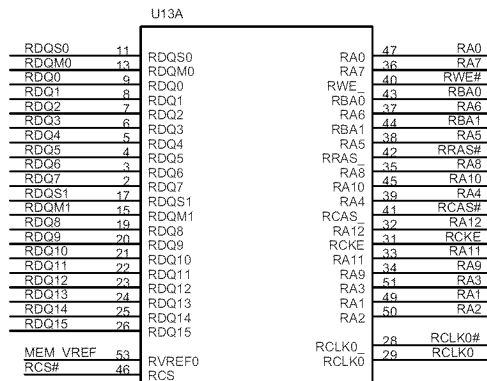 U13A
RDQS0 11 RDQS0 RA0 47 RA0
RDQM0 13 RDQM0 RA7 36 RA7
RDQ0 9 RDQ0 RWE_ 40 RWE#
RDQ1 8 RDQ1 RBA0 43 RBA0
RDQ2 7 RDQ2 RA6 37 RA6
RDQ3 6 RDQ3 RBA1 44 RBA1
RDQ4 5 RDQ4 RA5 38 RA5
RDQ5 4 RDQ5 RRAS_ 42 RRAS#
RDQ6 3 RDQ6 RA8 35 RA8
RDQ7 2 RDQ7 RA10 45 RA10
RDQS1 17 RDQS1 RA4 39 RA4
RDQM1 15 RDQM1 RCAS_ 41 RCAS#
RDQ8 19 RDQ8 RA12 32 RA12
RDQ9 20 RDQ9 RCKE 31 RCKE
RDQ10 21 RDQ10 RA11 33 RA11
RDQ11 22 RDQ11 RA9 34 RA9
RDQ12 23 RDQ12 RA3 51 RA3
RDQ13 24 RDQ13 RA1 49 RA1
RDQ14 25 RDQ14 RA2 50 RA2
RDQ15 26 RDQ15
RCLK0_ 28 RCLK0#
MEM_VREF 53 RVREF0 RCLK0 29 RCLK0
RCS# 46 RCS